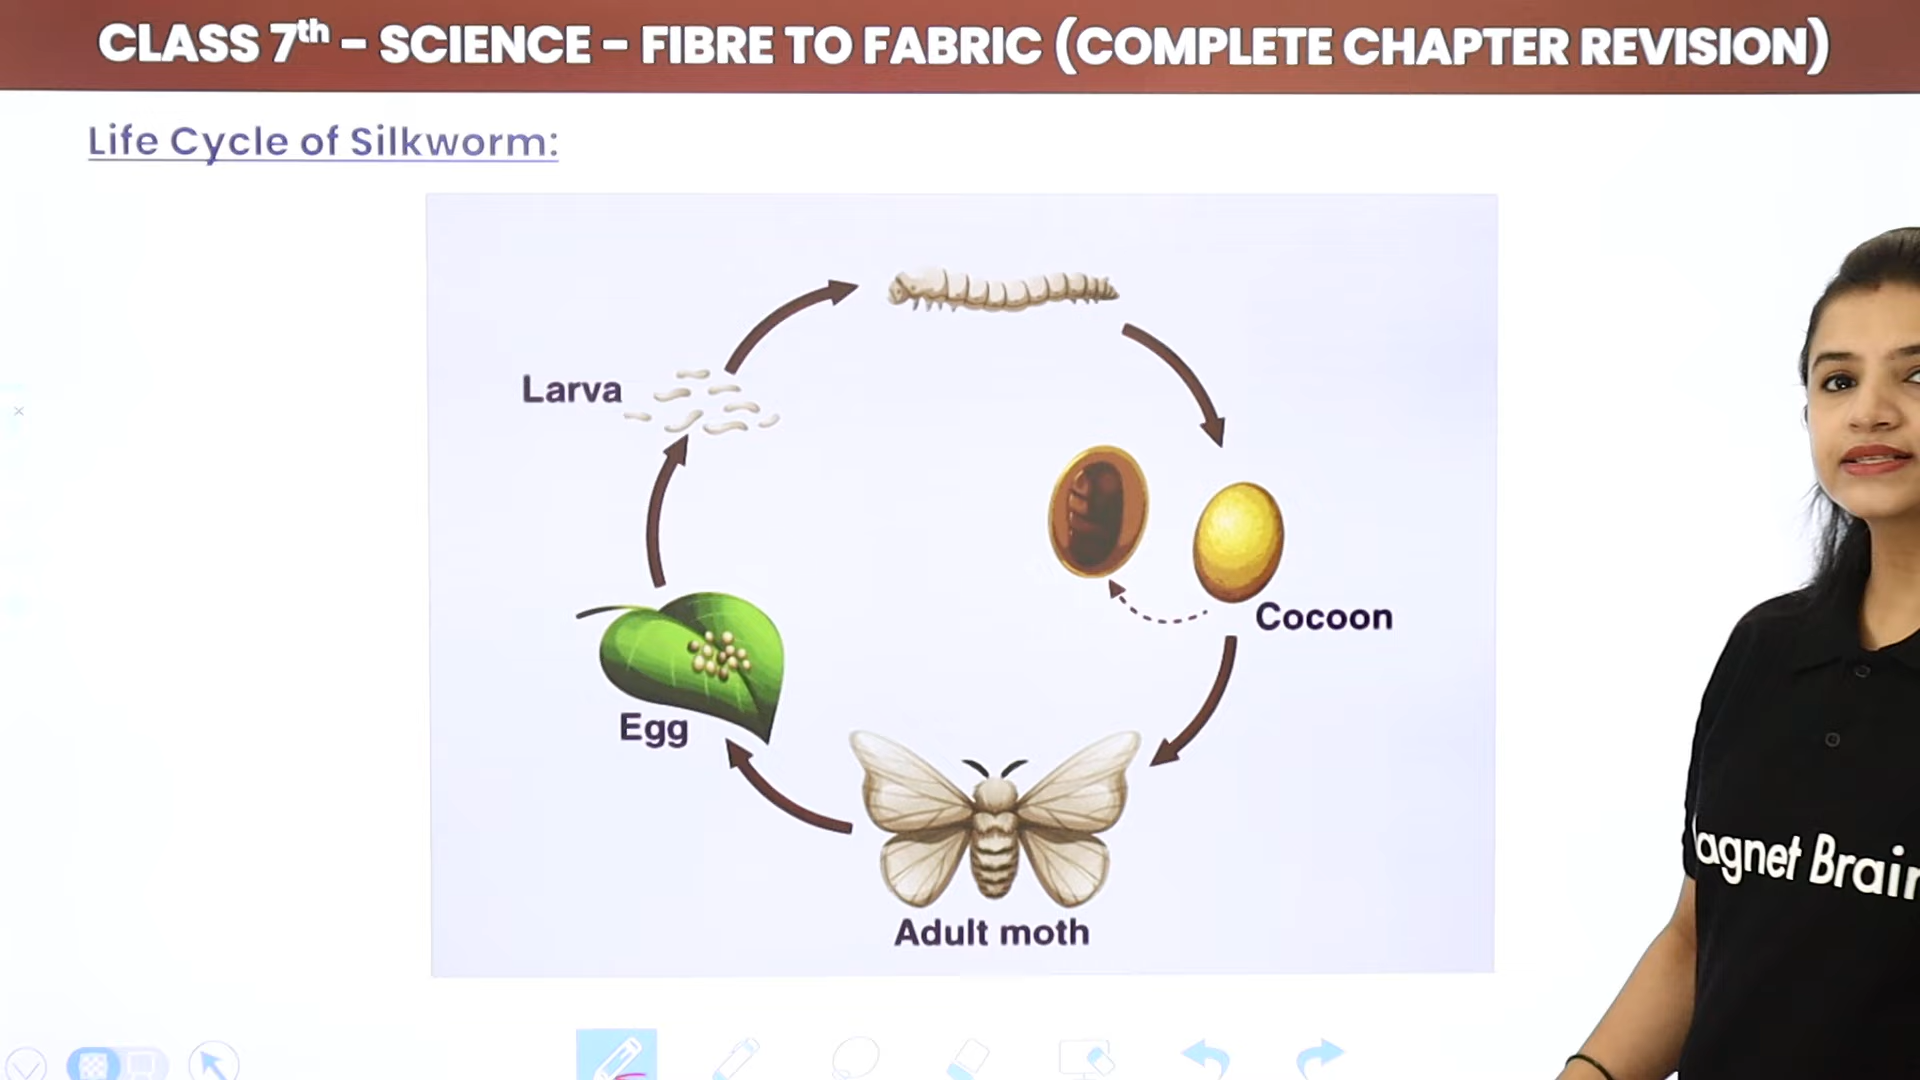 CLASS 7th – SCIENCE – FIBRE TO FABRIC (COMPLETE CHAPTER REVISION)
Life Cycle of Silkworm:
Larva
Cocoon
Egg
Adult moth
agnet Brain